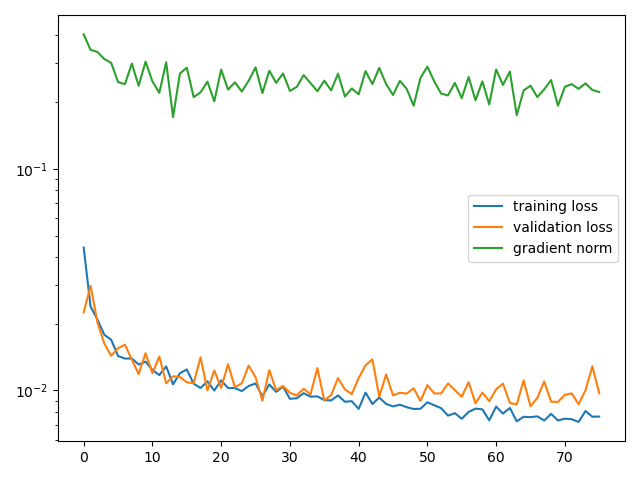 10⁻¹
10⁻²
training loss
validation loss
gradient norm
0 10 20 30 40 50 60 70